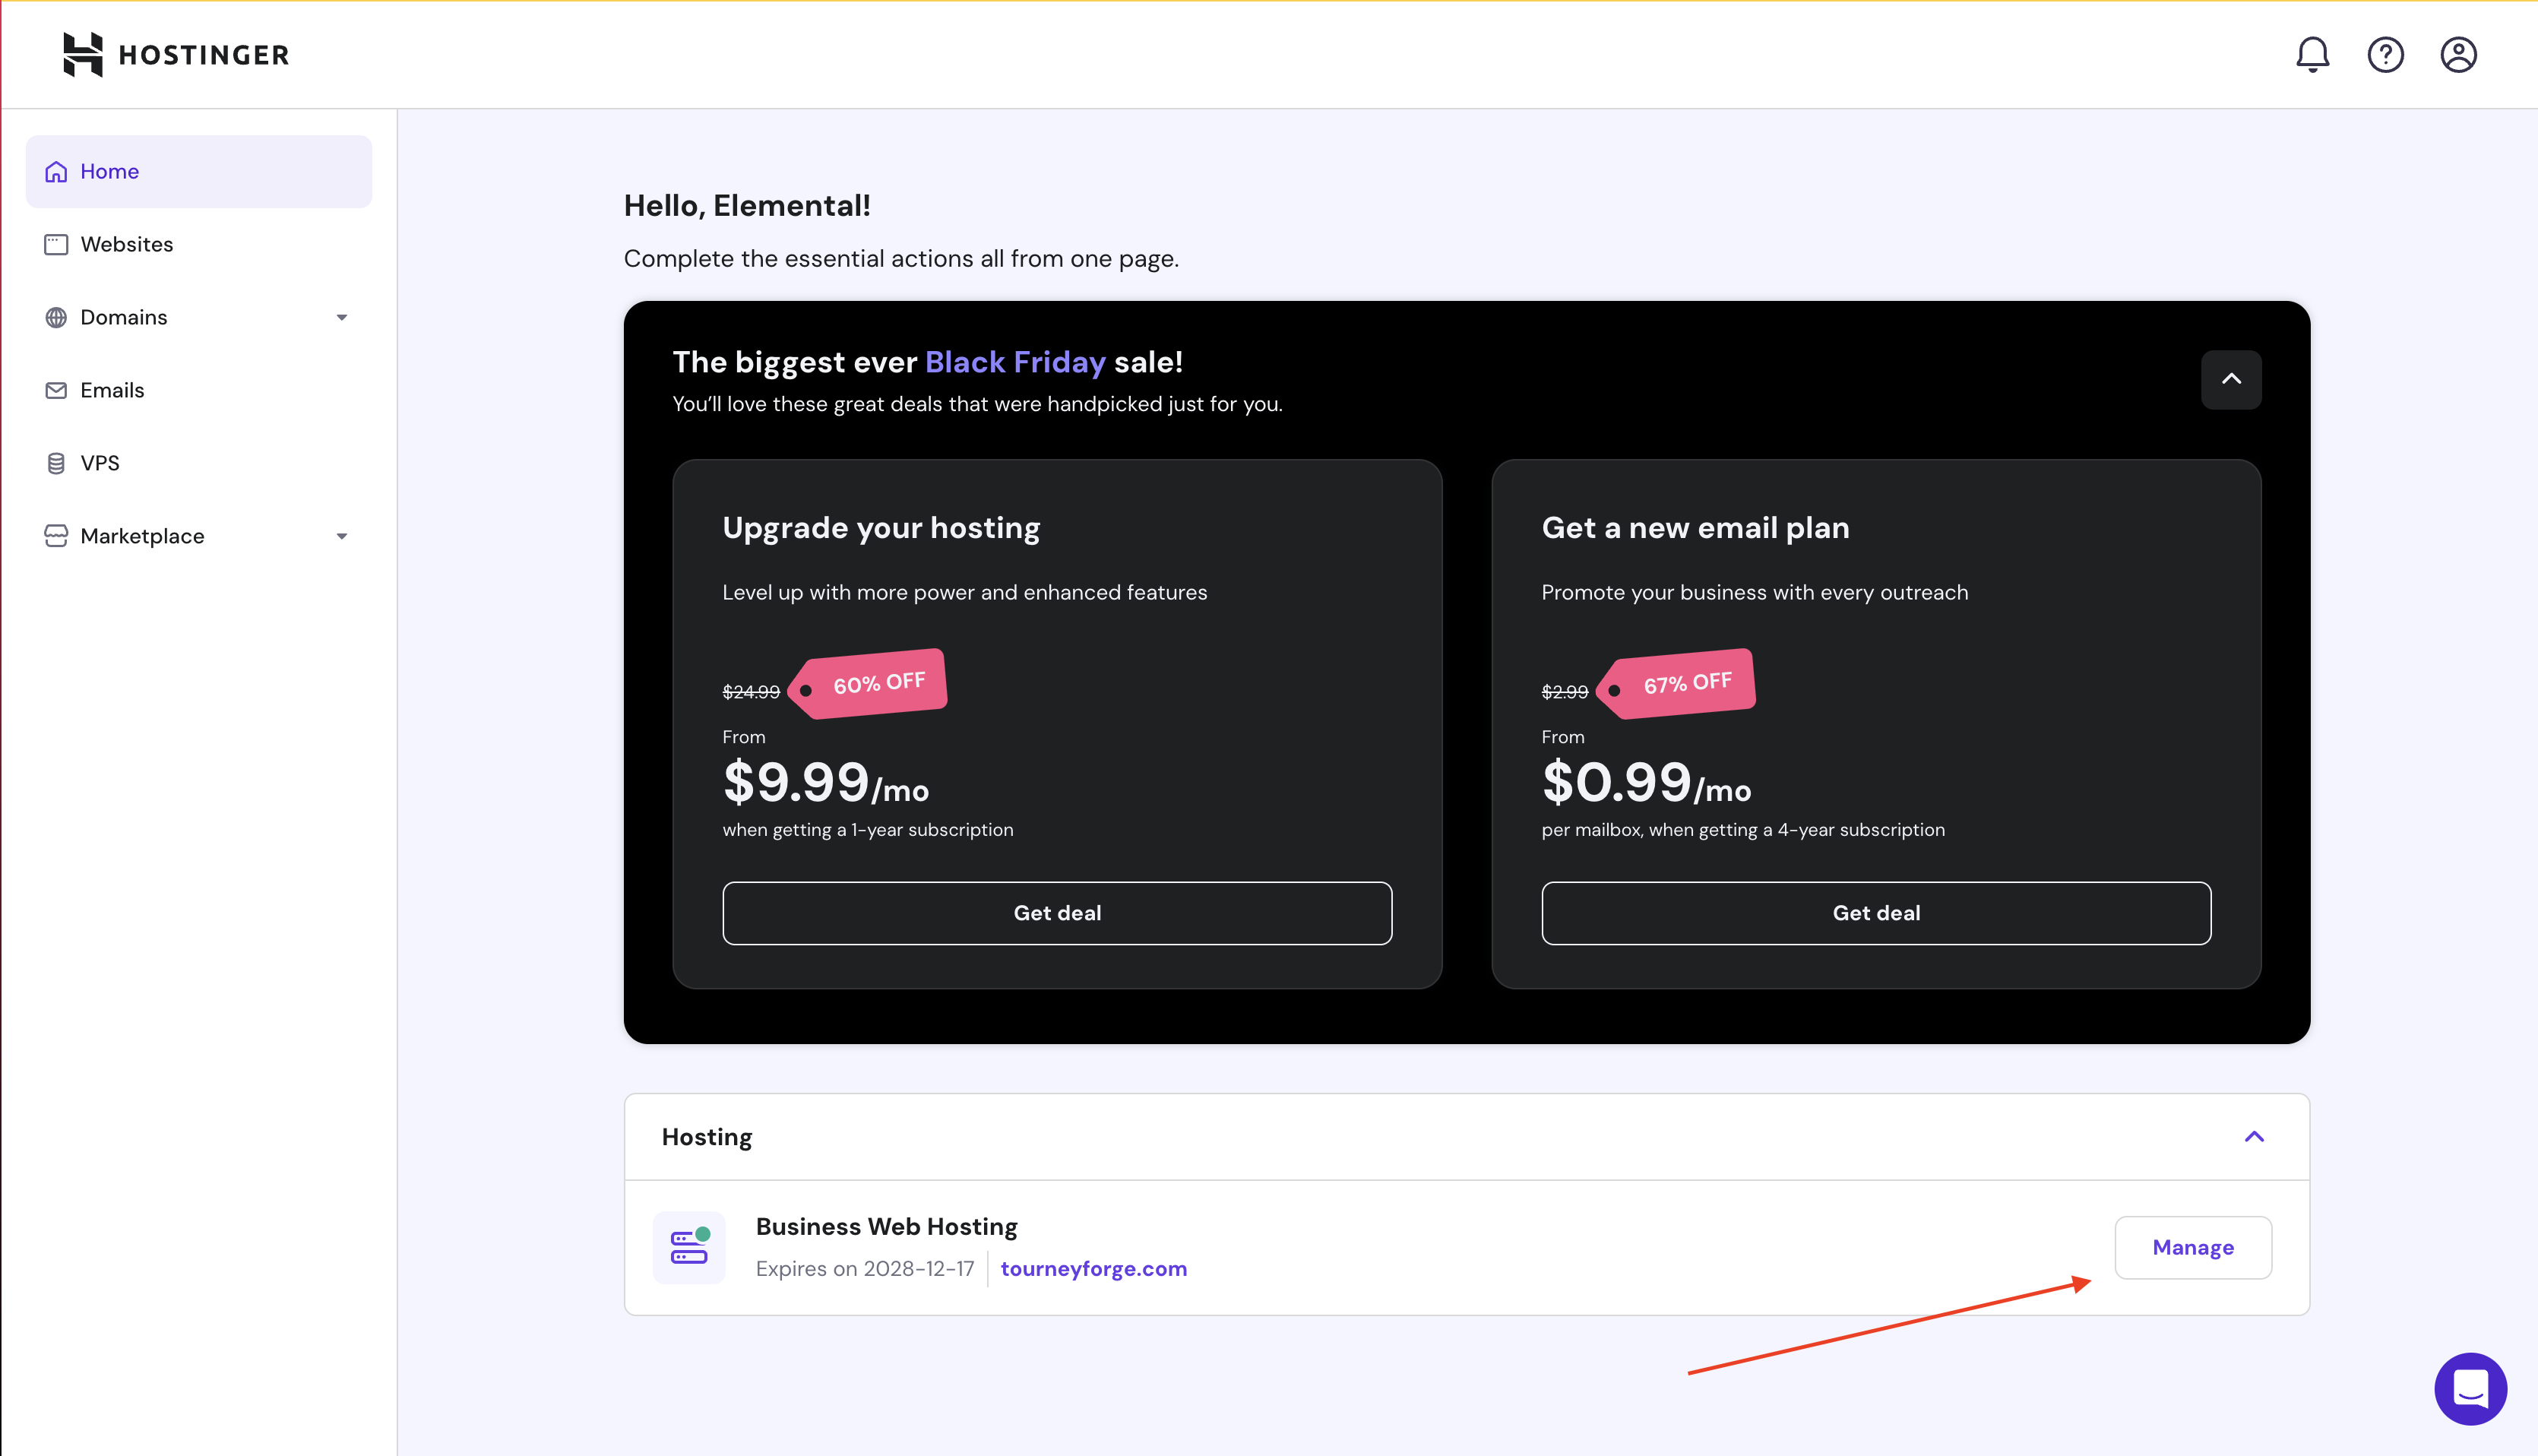 HOSTINGER
Home
Websites
Domains
Emails
VPS
Marketplace
Hello, Elemental!
Complete the essential actions all from one page.
The biggest ever Black Friday sale!
You’ll love these great deals that were handpicked just for you.
Upgrade your hosting
Level up with more power and enhanced features
$24.99 60% OFF
From
$9.99/mo
when getting a 1-year subscription
Get deal
Get a new email plan
Promote your business with every outreach
$2.99 67% OFF
From
$0.99/mo
per mailbox, when getting a 4-year subscription
Get deal
Hosting
Business Web Hosting
Expires on 2028-12-17 tourneyforge.com
Manage